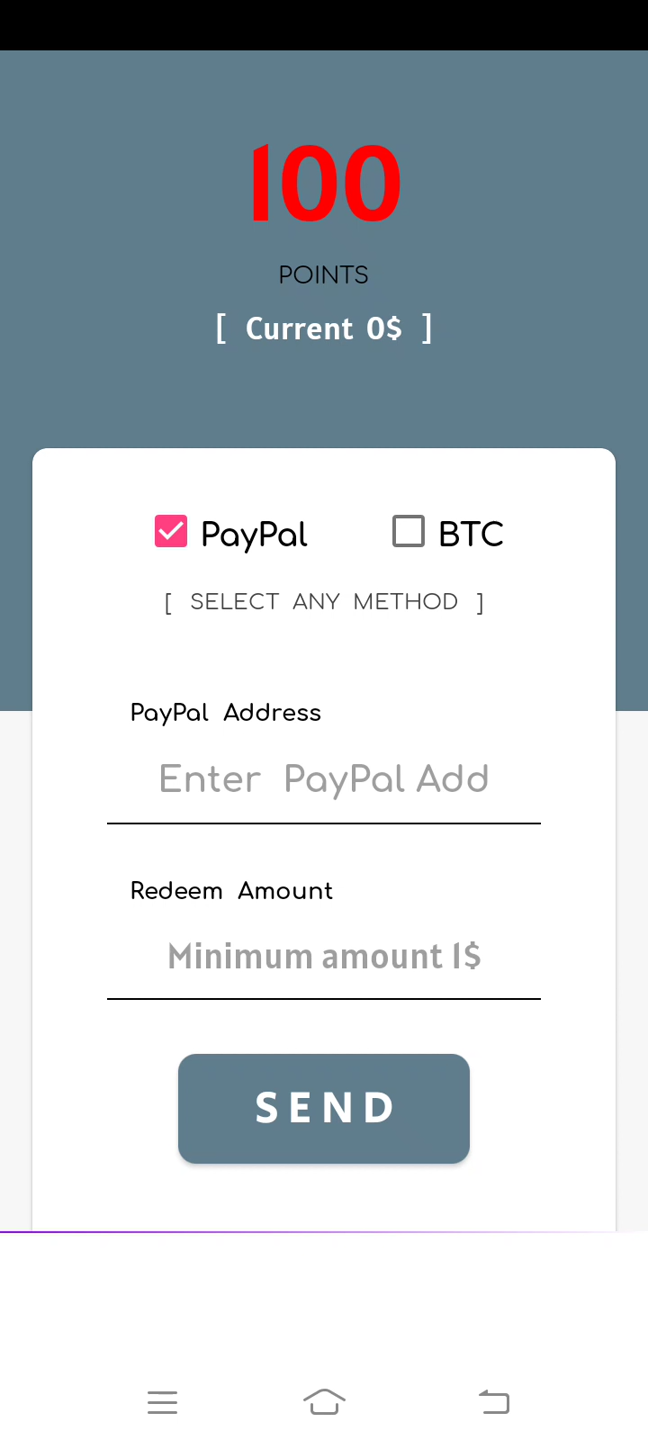 100
POINTS
[ Current 0$ ]
PayPal BTC
[ SELECT ANY METHOD ]
PayPal Address
Enter PayPal Add
Redeem Amount
Minimum amount 1$
SEND